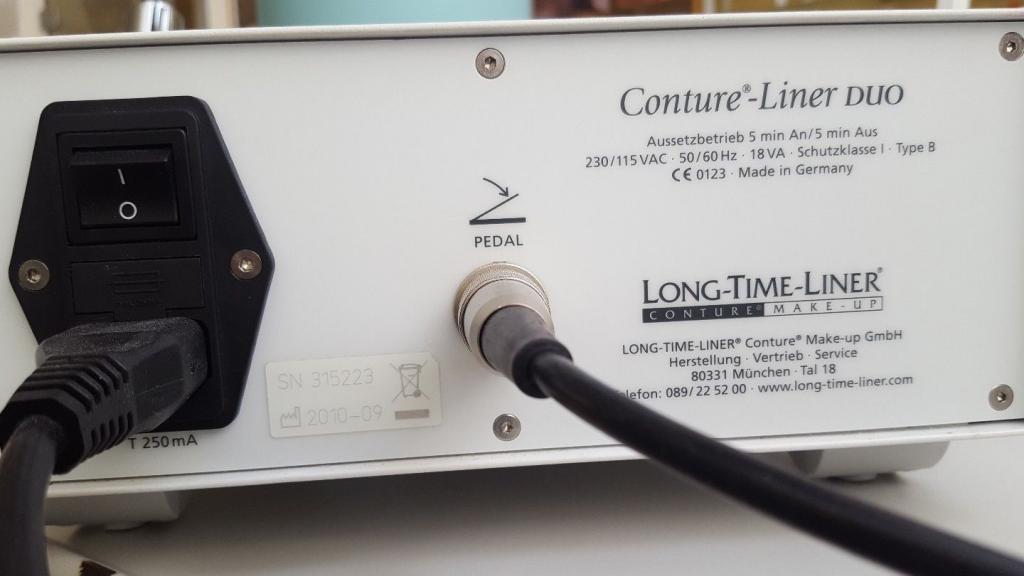 Conture®-Liner DUO
Aussetzbetrieb 5 min An/5 min Aus
230/115 VAC · 50/60 Hz · 18 VA · Schutzklasse I · Type B
CE 0123 · Made in Germany
I
O
PEDAL
LONG-TIME-LINER®
CONTURE® MAKE-UP
LONG-TIME-LINER® Conture® Make-up GmbH
Herstellung · Vertrieb · Service
80331 München · Tal 18
elefon: 089/22 52 00 · www.long-time-liner.com
SN 315223
2010-09
T 250 mA